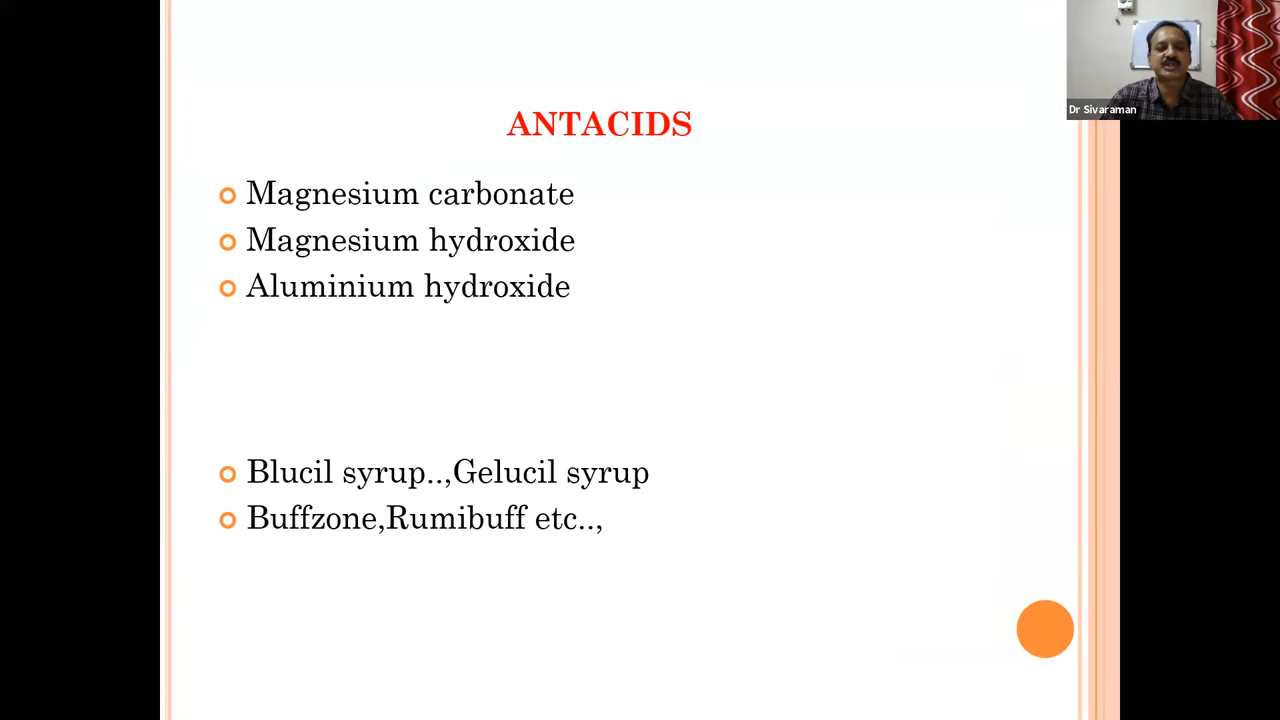 Dr Sivaraman
ANTACIDS
Magnesium carbonate
Magnesium hydroxide
Aluminium hydroxide
Blucil syrup..,Gelucil syrup
Buffzone,Rumibuff etc..,